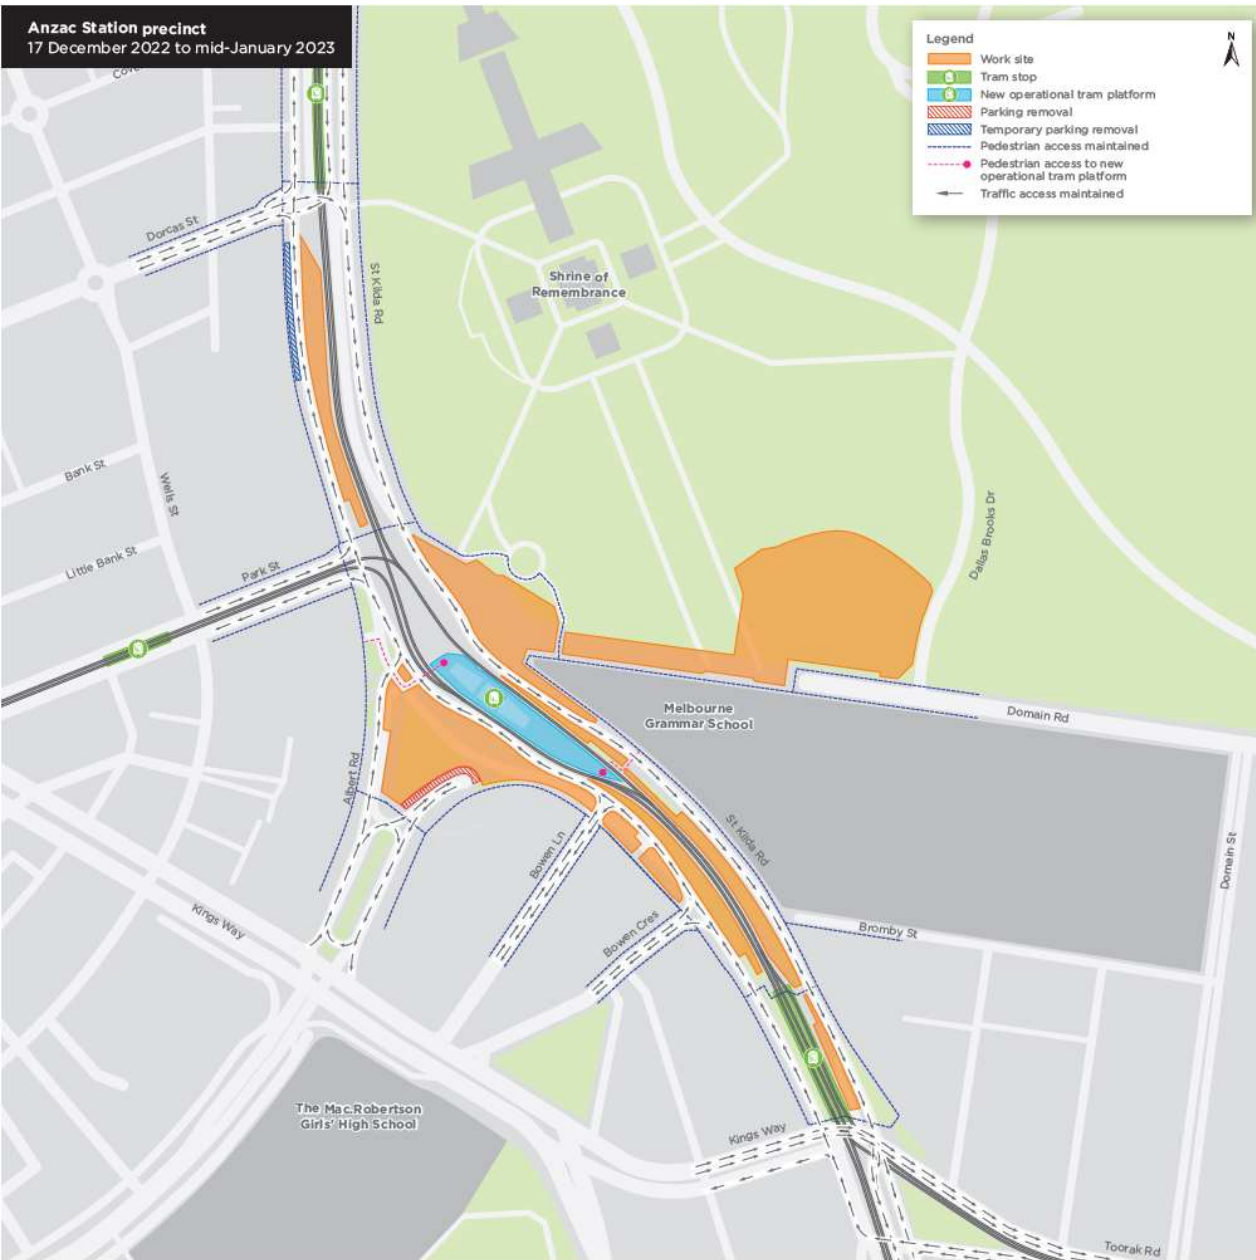 Anzac Station precinct
17 December 2022 to mid-January 2023
Legend
Work site
Tram stop
New operational tram platform
Parking removal
Temporary parking removal
Pedestrian access maintained
Pedestrian access to new
operational tram platform
Traffic access maintained
N
Dorcas St
St Kilda Rd
Shrine of
Remembrance
Bank St
Wells St
Little Bank St
Park St
Dallas Brooks Dr
Melbourne
Grammar School
Domain Rd
Albert Rd
St Kilda Rd
Bowen Ln
Domain St
Kings Way
Bowen Cres
Bromby St
The Mac.Robertson
Girls' High School
Kings Way
Toorak Rd